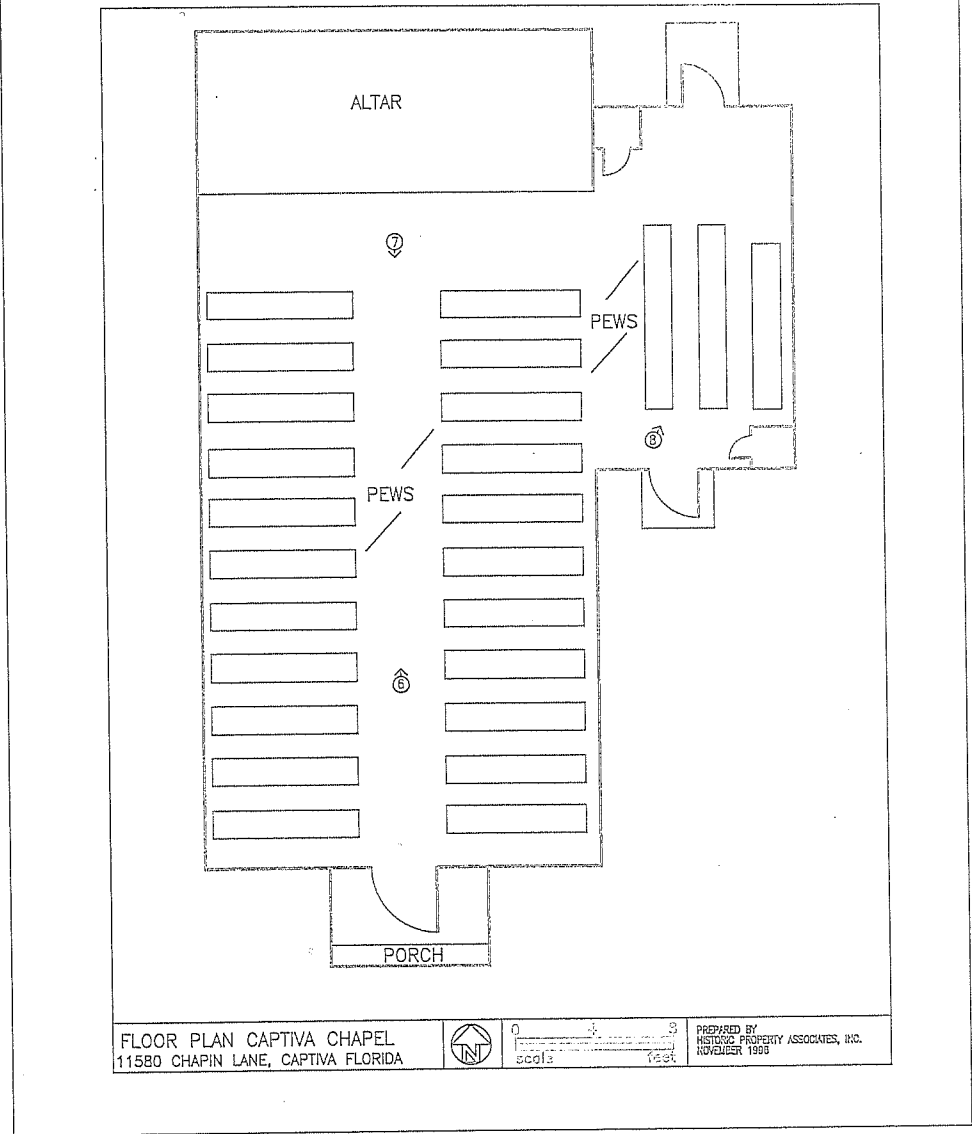 ALTAR
7
PEWS
8
PEWS
6
PORCH
FLOOR PLAN CAPTIVA CHAPEL
11580 CHAPIN LANE, CAPTIVA FLORIDA
N
0 4 8
scale feet
PREPARED BY
HISTORIC PROPERTY ASSOCIATES, INC.
NOVEMBER 1998